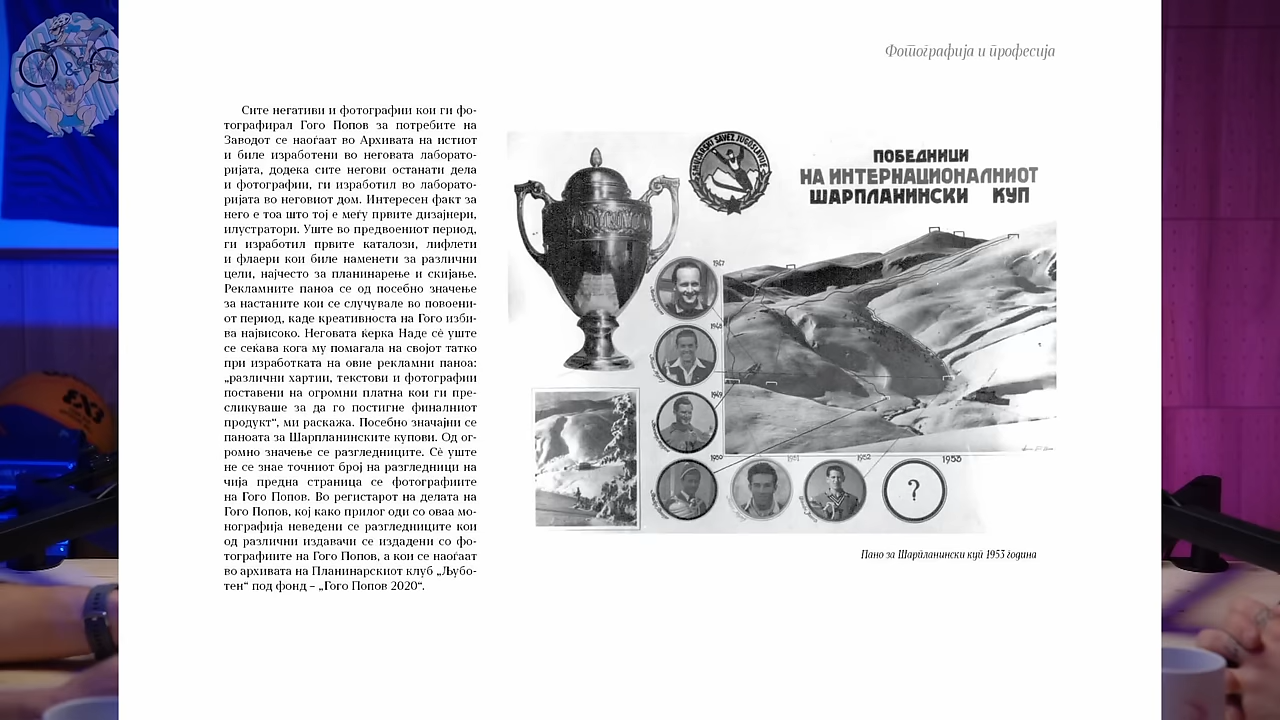 Фотографија и професија
Сите негативи и фотографии кои ги фо-
тографирал Гого Попов за потребите на
Заводот се наоѓаат во Архивата на истиот
и биле изработени во неговата лаборато-
ријата, додека сите негови останати дела
и фотографии, ги изработил во лаборато-
ријата во неговиот дом. Интересен факт за
него е тоа што тој е меѓу првите дизајнери,
илустратори. Уште во предвоениот период,
ги изработил првите каталози, лифлети
и флаери кои биле наменети за различни
цели, најчесто за планинарење и скијање.
Рекламните паноа се од посебно значење
за настаните кои се случувале во повоени-
от период, каде креативноста на Гого изби-
ва највисоко. Неговата ќерка Наде сѐ уште
се сеќава кога му помагала на својот татко
при изработката на овие рекламни паноа:
„различни хартии, текстови и фотографии
поставени на огромни платна кои ги пре-
сликуваше за да го постигне финалниот
продукт“, ми раскажа. Посебно значајни се
паноата за Шарпланинските купови. Од ог-
ромно значење се разгледниците. Сѐ уште
не се знае точниот број на разгледници на
чија предна страница се фотографиите
на Гого Попов. Во регистарот на делата на
Гого Попов, кој како прилог оди со оваа мо-
нографија неведени се разгледниците кои
од различни издавачи се издадени со фо-
тографиите на Гого Попов, а кои се наоѓаат
во архивата на Планинарскиот клуб „Љубо-
тен“ под фонд – „Гого Попов 2020“.
SMUČARSKI SAVEZ JUGOSLAVIJE
ПОБЕДНИЦИ
НА ИНТЕРНАЦИОНАЛНИОТ
ШАРПЛАНИНСКИ КУП
1947
1948
1949
1950
1951
1952
1953
?
Пано за Шарпланински куп 1953 година
3X3